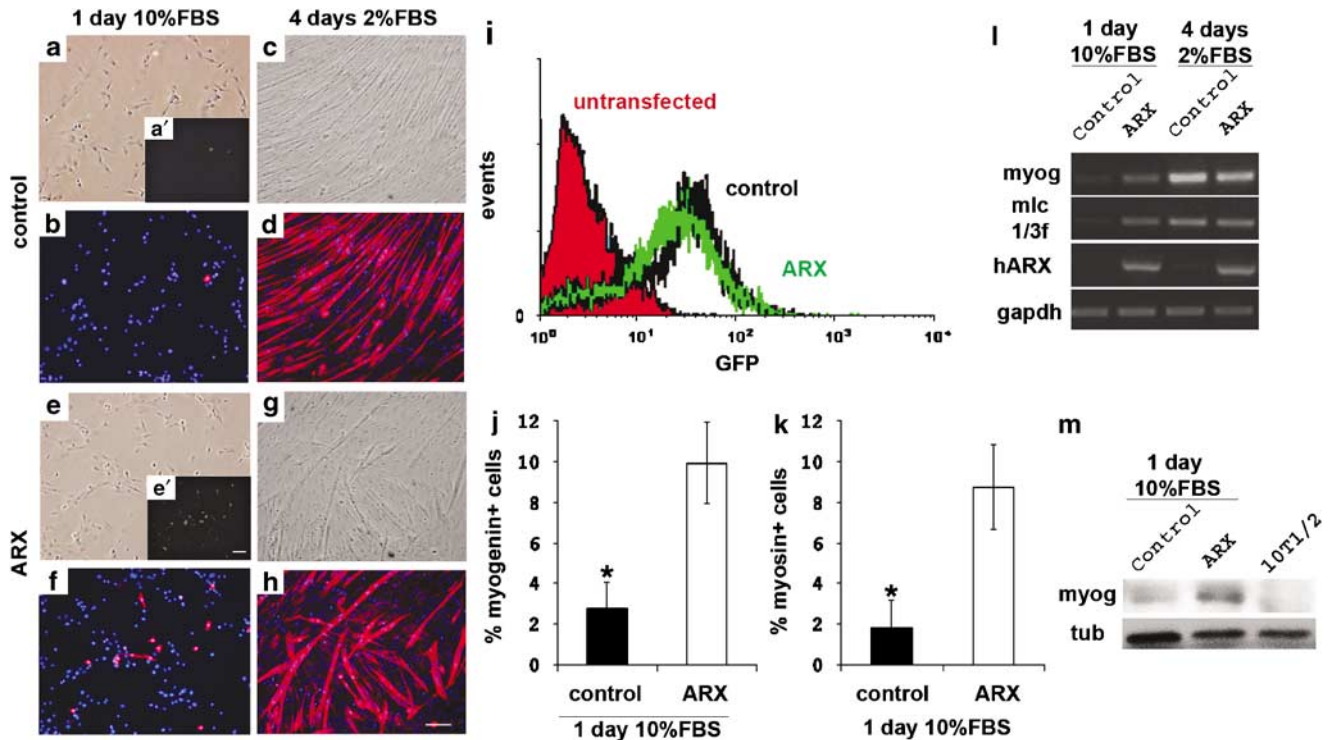 1 day 10%FBS
4 days 2%FBS
control
a
a′
b
c
d
ARX
e
e′
f
g
h
i
events
untransfected
control
ARX
0
10⁰
10¹
10²
10³
10⁴
GFP
j
% myogenin+ cells
12
10
8
6
4
2
0
*
control
ARX
1 day 10%FBS
k
% myosin+ cells
12
10
8
6
4
2
0
*
control
ARX
1 day 10%FBS
l
1 day
10%FBS
4 days
2%FBS
Control
ARX
Control
ARX
myog
mlc
1/3f
hARX
gapdh
m
1 day
10%FBS
Control
ARX
10T1/2
myog
tub